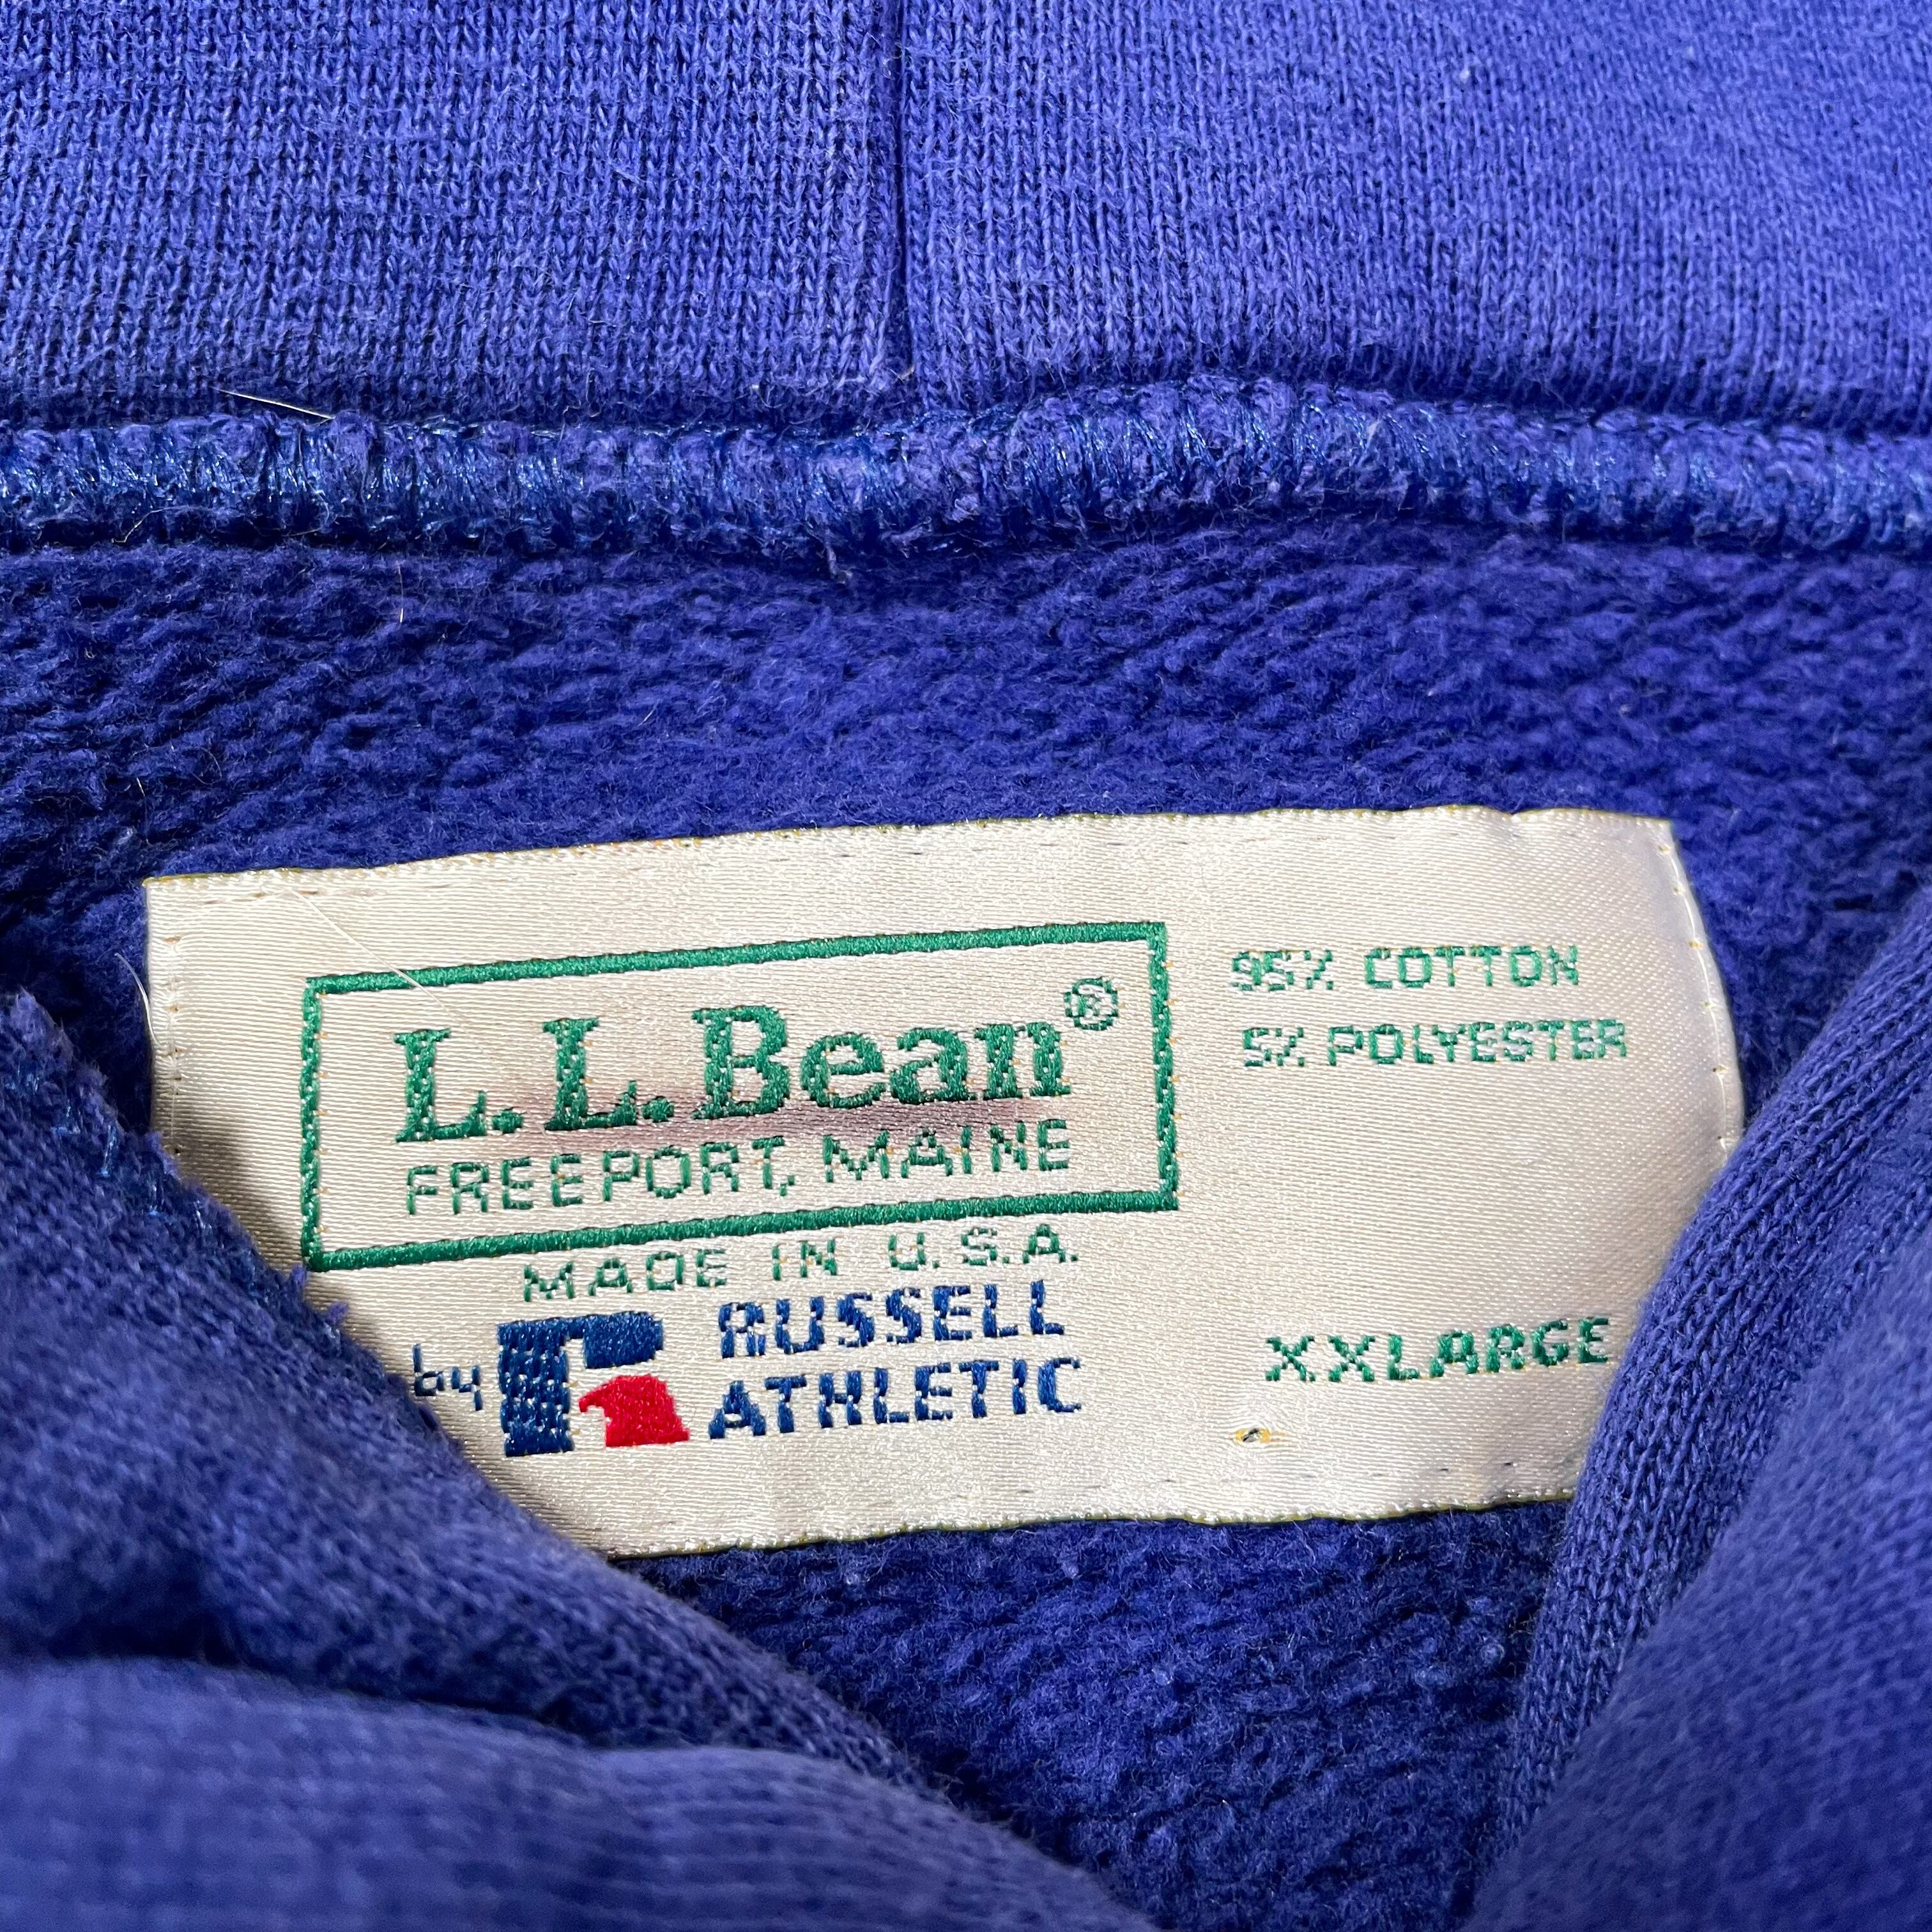 L.L.Bean®
FREEPORT, MAINE
MADE IN U.S.A.
by RUSSELL
ATHLETIC
95% COTTON
5% POLYESTER
XXLARGE